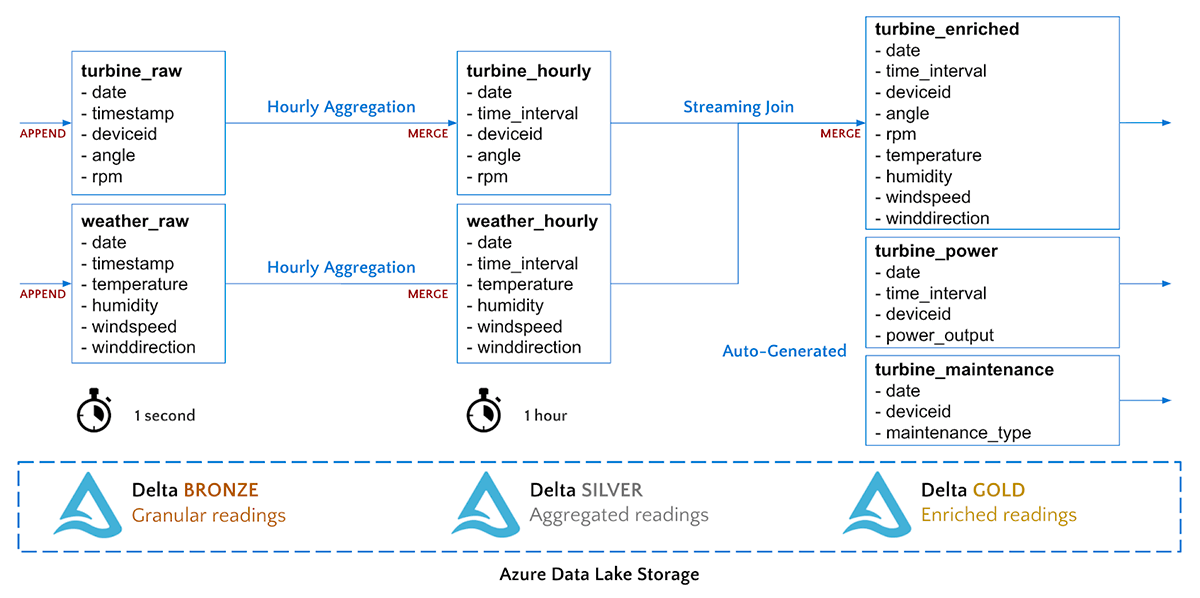 turbine_raw
- date
- timestamp
- deviceid
- angle
- rpm
APPEND
Hourly Aggregation
MERGE
turbine_hourly
- date
- time_interval
- deviceid
- angle
- rpm
Streaming Join
MERGE
turbine_enriched
- date
- time_interval
- deviceid
- angle
- rpm
- temperature
- humidity
- windspeed
- winddirection
weather_raw
- date
- timestamp
- temperature
- humidity
- windspeed
- winddirection
APPEND
Hourly Aggregation
MERGE
weather_hourly
- date
- time_interval
- temperature
- humidity
- windspeed
- winddirection
turbine_power
- date
- time_interval
- deviceid
- power_output
Auto-Generated
turbine_maintenance
- date
- deviceid
- maintenance_type
1 second
1 hour
Delta BRONZE
Granular readings
Delta SILVER
Aggregated readings
Delta GOLD
Enriched readings
Azure Data Lake Storage